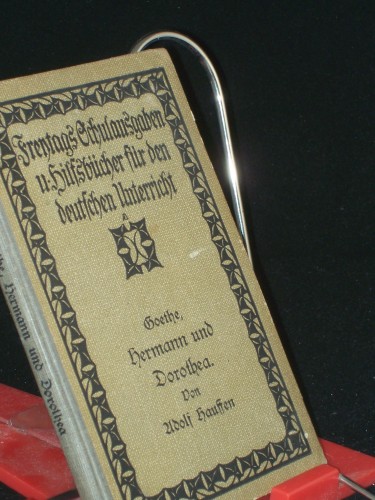 Freytags Schulausgaben
u. Hilfsbücher für den
deutschen Unterricht
Goethe,
Hermann und
Dorothea.
Von
Adolf Hauffen
Hermann und Dorothea